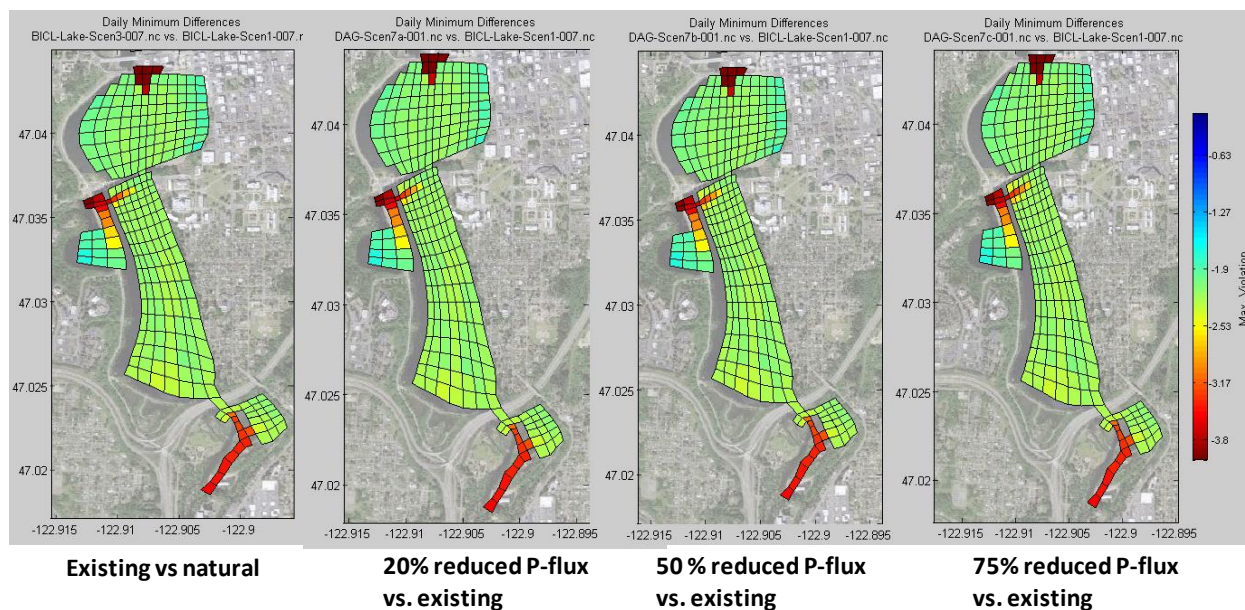 Daily Minimum Differences
BICL-Lake-Scen3-007.nc vs. BICL-Lake-Scen1-007.r
Daily Minimum Differences
DAG-Scen7a-001.nc vs. BICL-Lake-Scen1-007.nc
Daily Minimum Differences
DAG-Scen7b-001.nc vs. BICL-Lake-Scen1-007.nc
Daily Minimum Differences
DAG-Scen7c-001.nc vs. BICL-Lake-Scen1-007.nc
47.04
47.035
47.03
47.025
47.02
-122.915 -122.91 -122.905 -122.9
47.04
47.035
47.03
47.025
47.02
-122.915 -122.91 -122.905 -122.9 -122.895
47.04
47.035
47.03
47.025
47.02
-122.915 -122.91 -122.905 -122.9 -122.895
47.04
47.035
47.03
47.025
47.02
-122.915 -122.91 -122.905 -122.9 -122.895
-0.63
-1.27
-1.9
-2.53
-3.17
-3.8
Max. Violation
Existing vs natural
20% reduced P-flux
vs. existing
50 % reduced P-flux
vs. existing
75% reduced P-flux
vs. existing